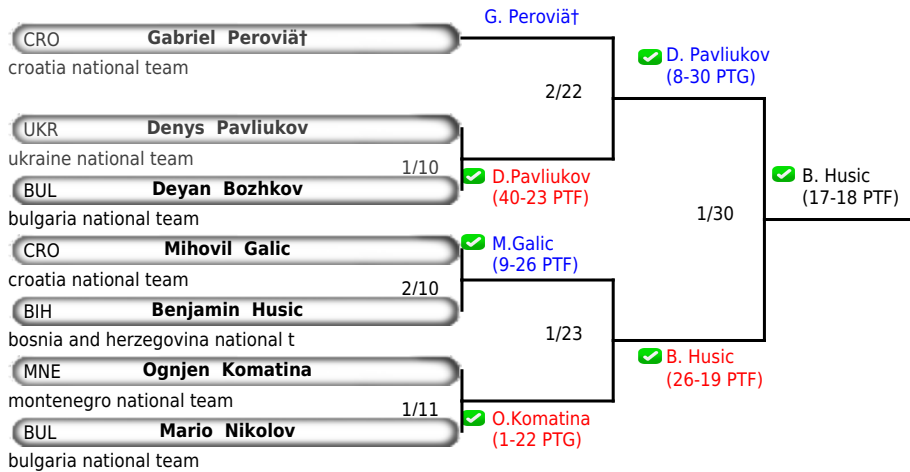 G. Peroviä†
CRO Gabriel Peroviä†
croatia national team
D. Pavliukov
(8-30 PTG)
2/22
UKR Denys Pavliukov
ukraine national team
1/10
D.Pavliukov
(40-23 PTF)
BUL Deyan Bozhkov
bulgaria national team
B. Husic
(17-18 PTF)
1/30
CRO Mihovil Galic
croatia national team
M.Galic
(9-26 PTF)
2/10
BIH Benjamin Husic
bosnia and herzegovina national t
1/23
B. Husic
(26-19 PTF)
MNE Ognjen Komatina
montenegro national team
1/11
O.Komatina
(1-22 PTG)
BUL Mario Nikolov
bulgaria national team